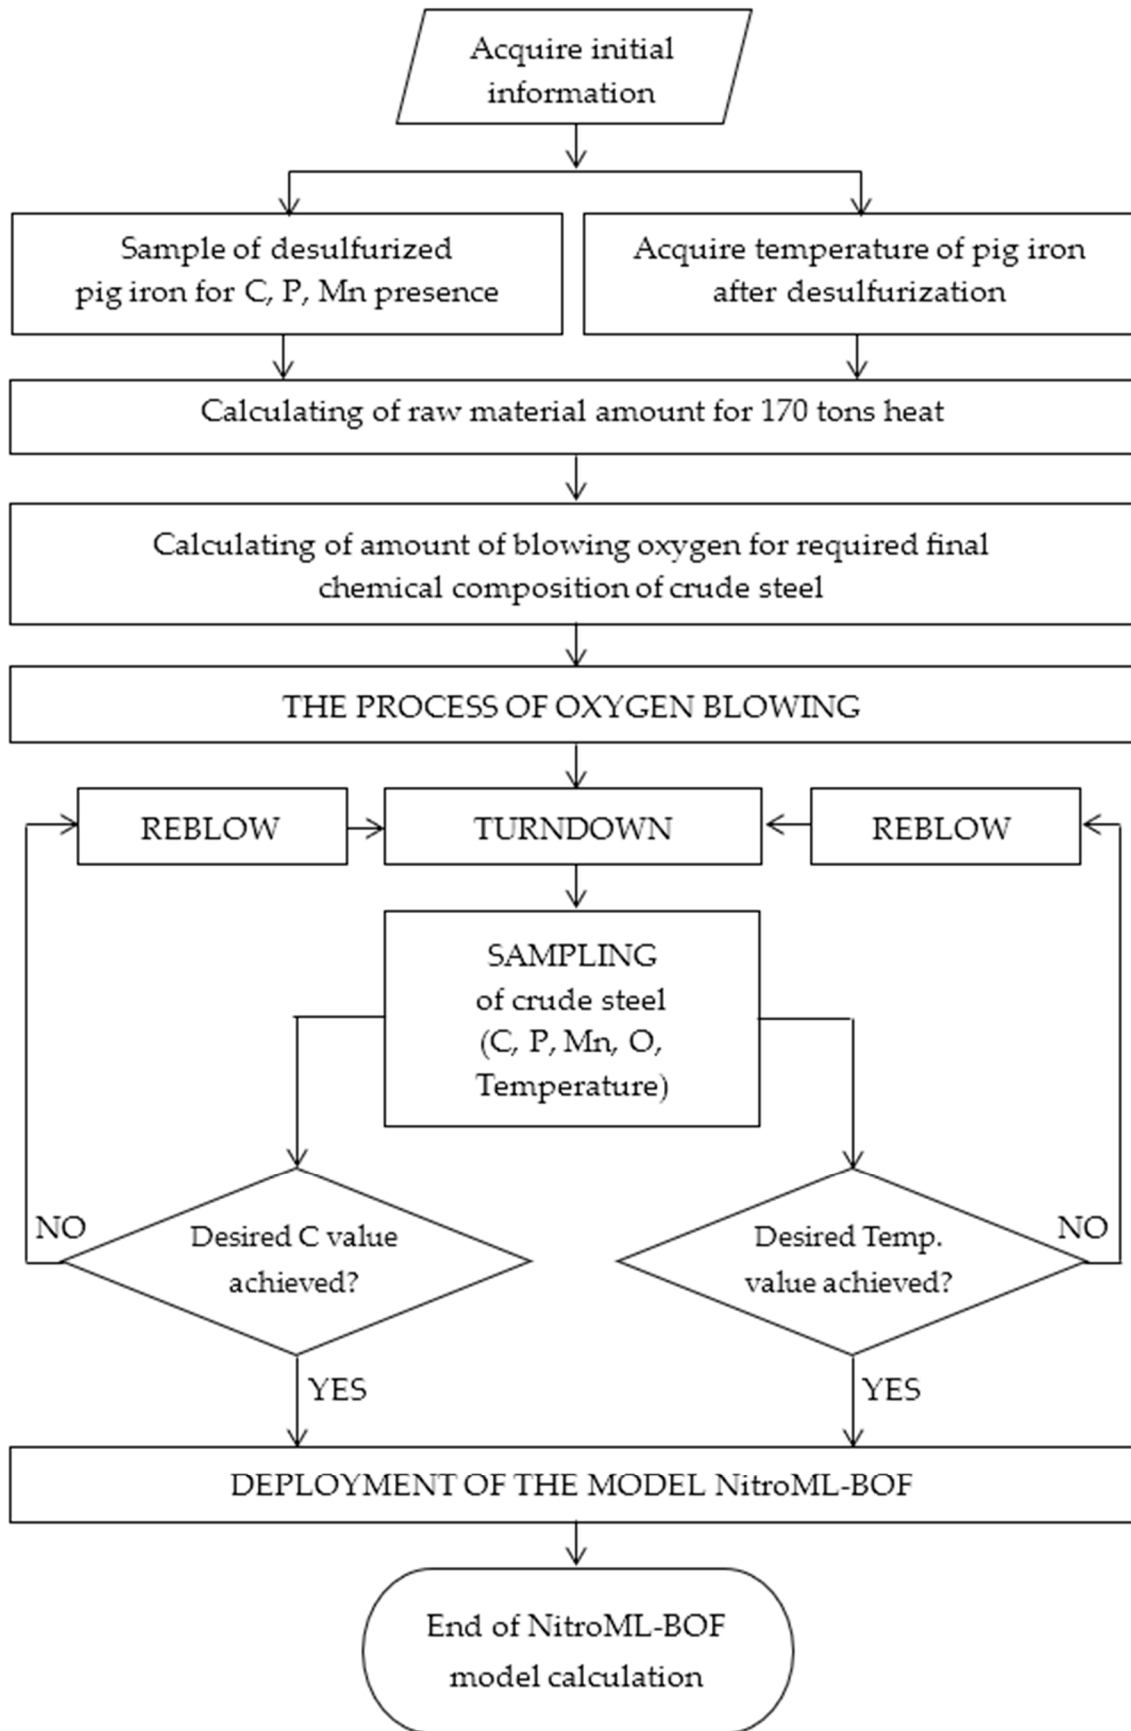 Acquire initial
information
Sample of desulfurized
pig iron for C, P, Mn presence
Acquire temperature of pig iron
after desulfurization
Calculating of raw material amount for 170 tons heat
Calculating of amount of blowing oxygen for required final
chemical composition of crude steel
THE PROCESS OF OXYGEN BLOWING
REBLOW
TURNDOWN
REBLOW
SAMPLING
of crude steel
(C, P, Mn, O,
Temperature)
NO
Desired C value
achieved?
Desired Temp.
value achieved?
NO
YES
YES
DEPLOYMENT OF THE MODEL NitroML-BOF
End of NitroML-BOF
model calculation